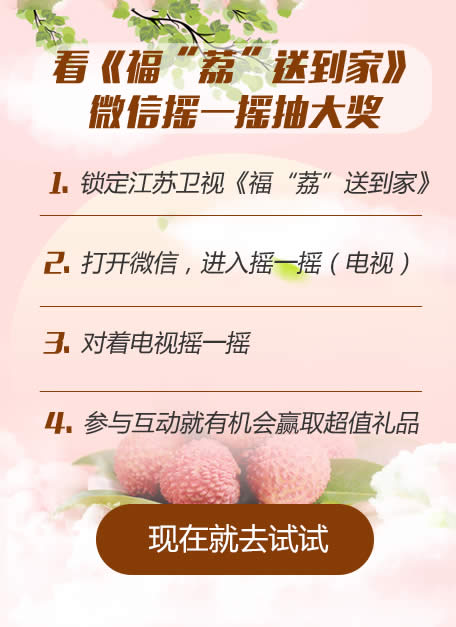 看《福“荔”送到家》
微信摇一摇抽大奖
1. 锁定江苏卫视《福“荔”送到家》
2. 打开微信，进入摇一摇（电视）
3. 对着电视摇一摇
4. 参与互动就有机会赢取超值礼品
现在就去试试